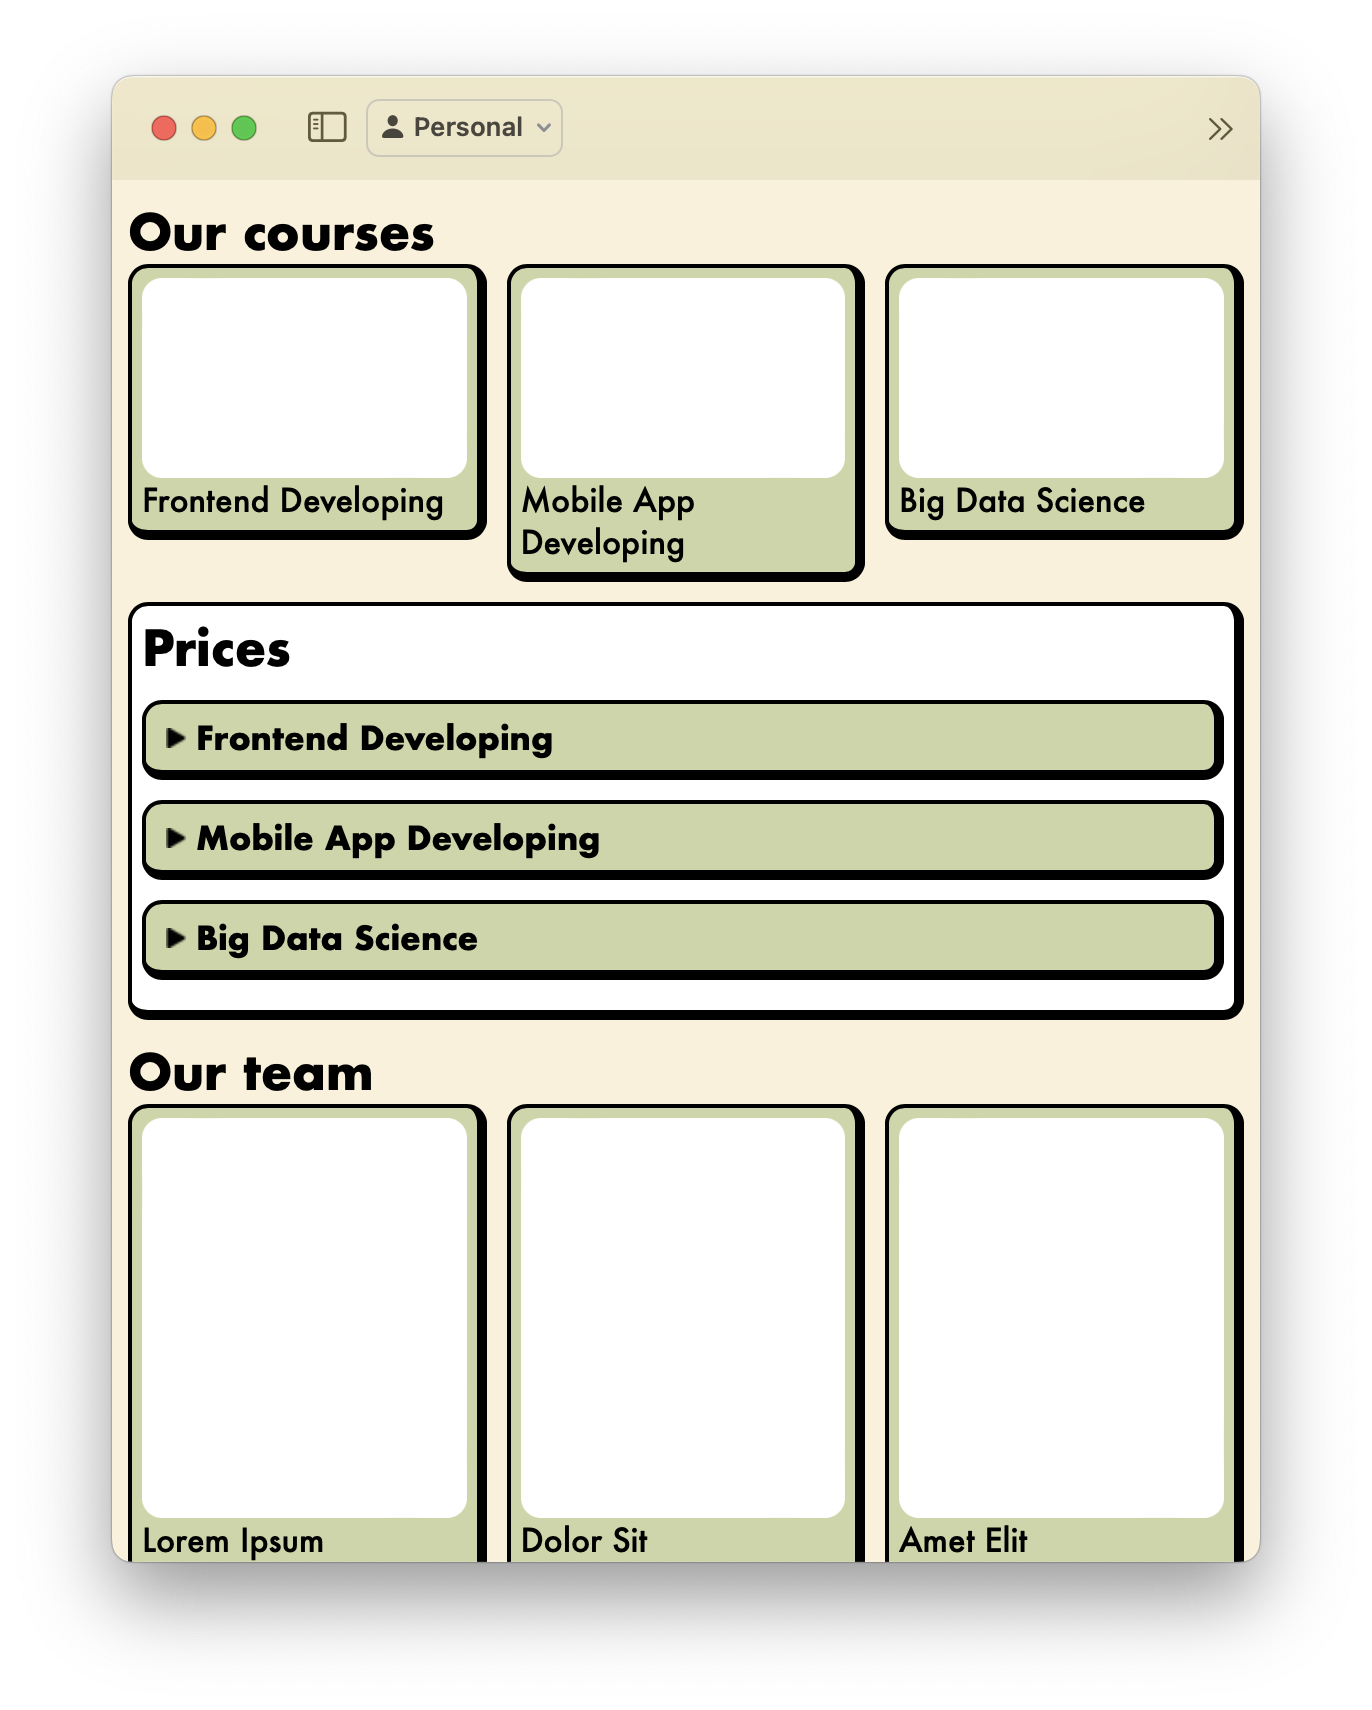 Personal
Our courses
Frontend Developing
Mobile App
Developing
Big Data Science
Prices
Frontend Developing
Mobile App Developing
Big Data Science
Our team
Lorem Ipsum
Dolor Sit
Amet Elit